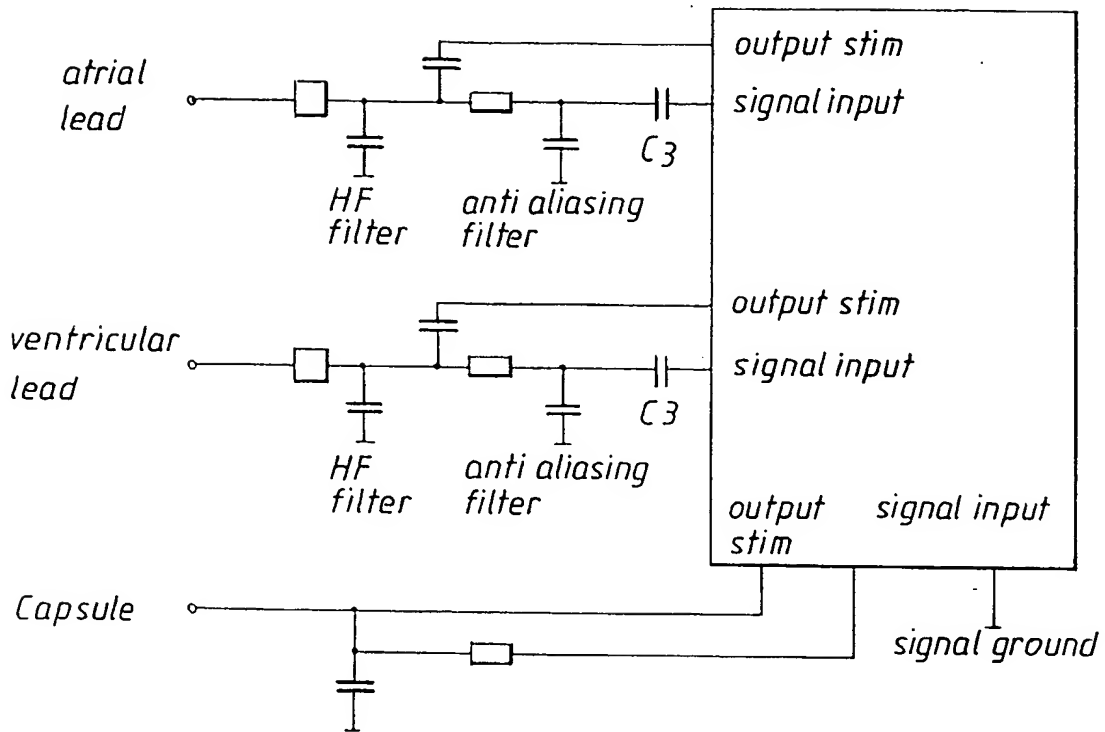 output stim
atrial
lead
signal input
C3
HF
filter
anti aliasing
filter
output stim
ventricular
lead
signal input
C3
HF
filter
anti aliasing
filter
output
stim
signal input
Capsule
signal ground